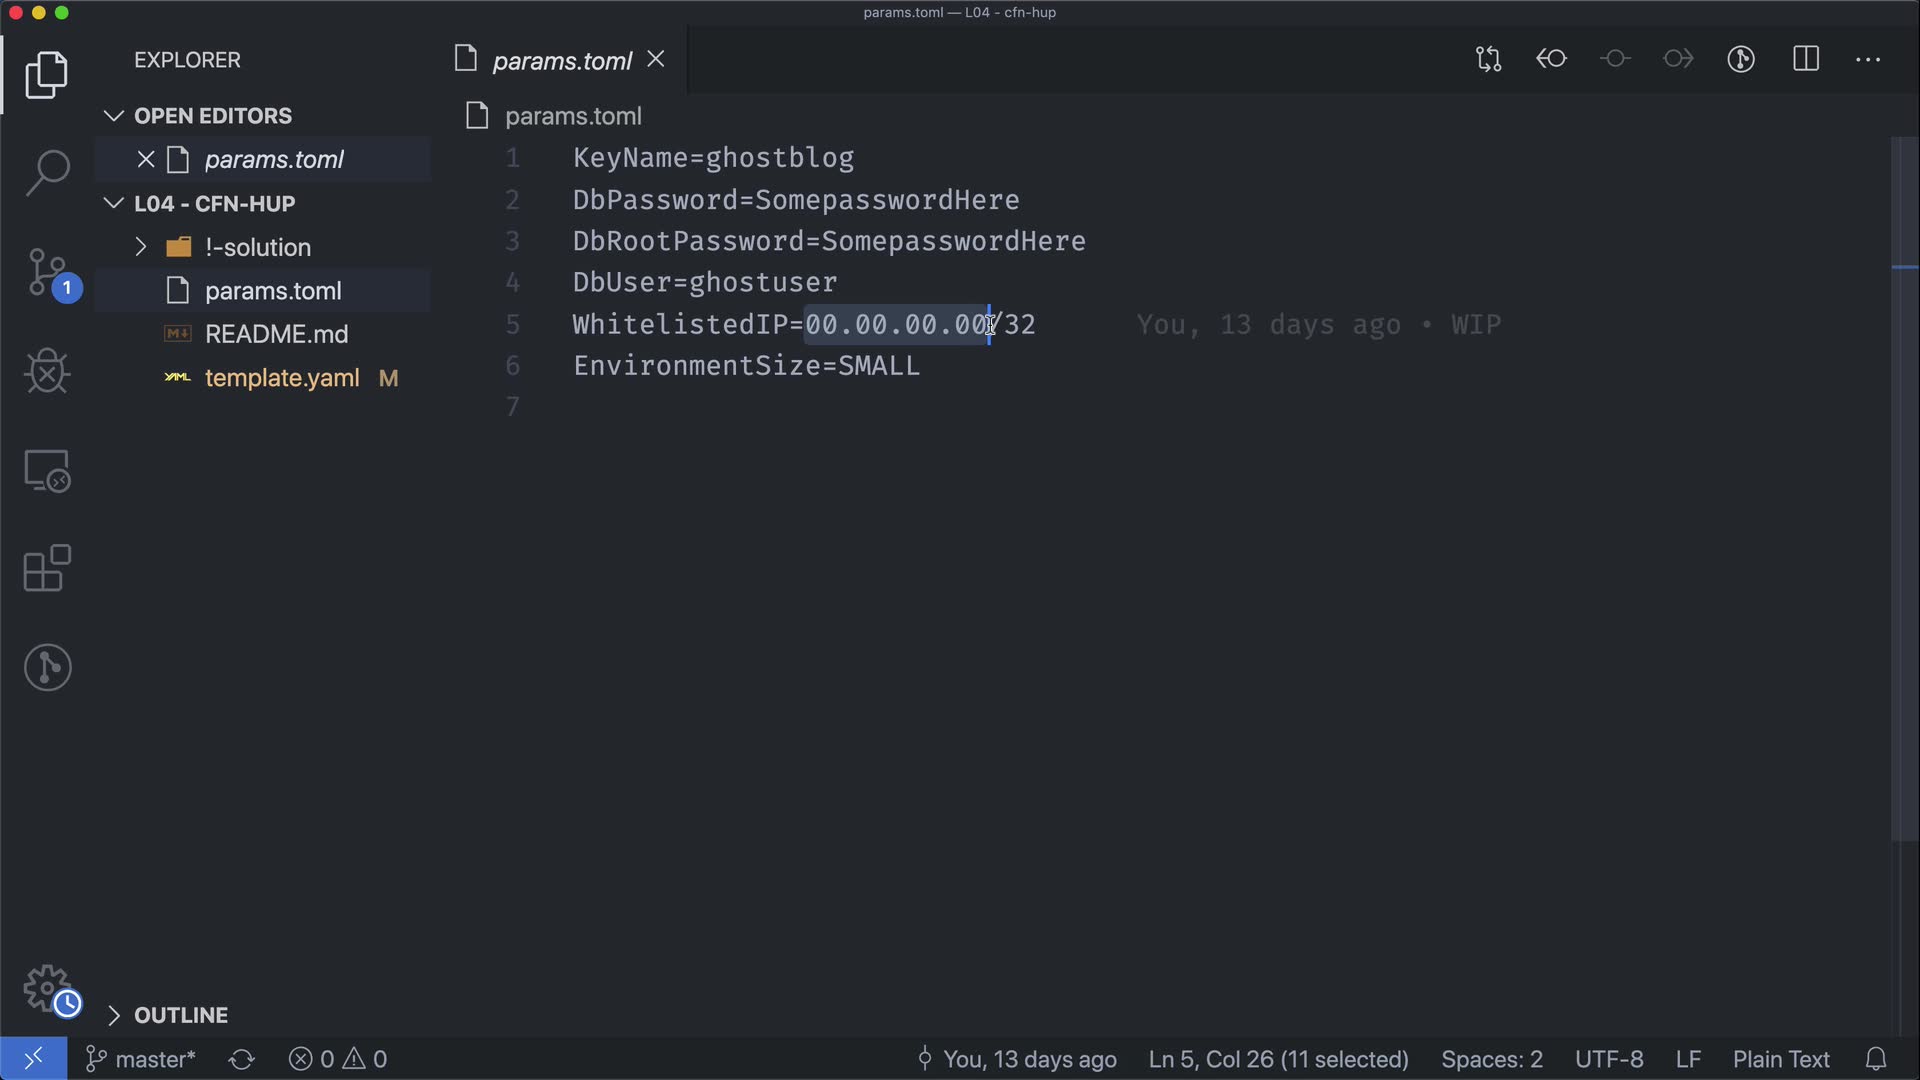 params.toml — L04 - cfn-hup
EXPLORER
params.toml
OPEN EDITORS
params.toml
params.toml
L04 - CFN-HUP
!-solution
params.toml
README.md
YAML template.yaml M
1
1 KeyName=ghostblog
2 DbPassword=SomepasswordHere
3 DbRootPassword=SomepasswordHere
4 DbUser=ghostuser
5 WhitelistedIP=00.00.00.00/32 You, 13 days ago • WIP
6 EnvironmentSize=SMALL
7
OUTLINE
master* 0 0 You, 13 days ago Ln 5, Col 26 (11 selected) Spaces: 2 UTF-8 LF Plain Text